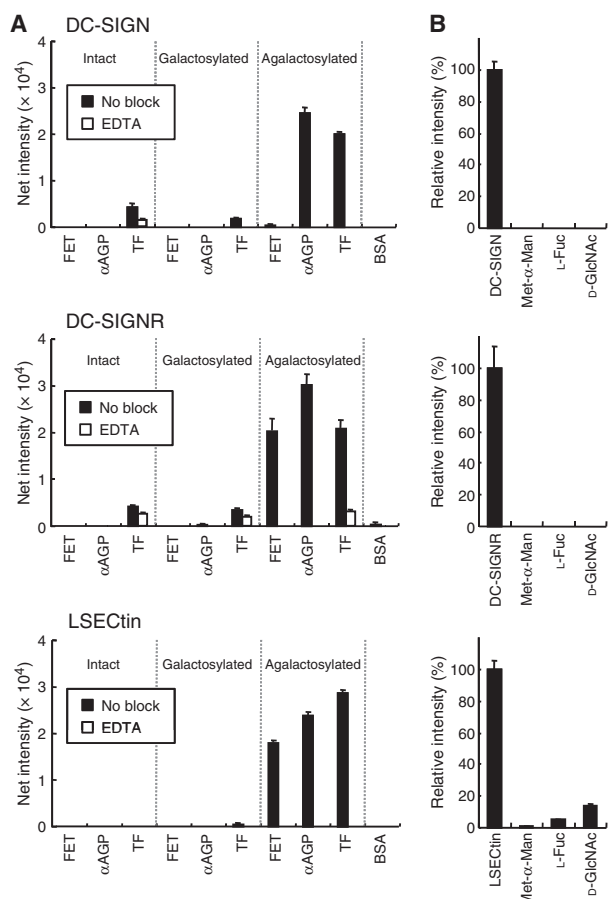 A
DC-SIGN
Net intensity (× 10⁴)
4
3
2
1
0
Intact
Galactosylated
Agalactosylated
No block
EDTA
FET
αAGP
TF
FET
αAGP
TF
FET
αAGP
TF
BSA
B
Relative intensity (%)
100
80
60
40
20
0
DC-SIGN
Met-α-Man
L-Fuc
D-GlcNAc
DC-SIGNR
Net intensity (× 10⁴)
4
3
2
1
0
Intact
Galactosylated
Agalactosylated
No block
EDTA
FET
αAGP
TF
FET
αAGP
TF
FET
αAGP
TF
BSA
Relative intensity (%)
100
80
60
40
20
0
DC-SIGNR
Met-α-Man
L-Fuc
D-GlcNAc
LSECtin
Net intensity (× 10⁴)
4
3
2
1
0
Intact
Galactosylated
Agalactosylated
No block
EDTA
FET
αAGP
TF
FET
αAGP
TF
FET
αAGP
TF
BSA
Relative intensity (%)
100
80
60
40
20
0
LSECtin
Met-α-Man
L-Fuc
D-GlcNAc